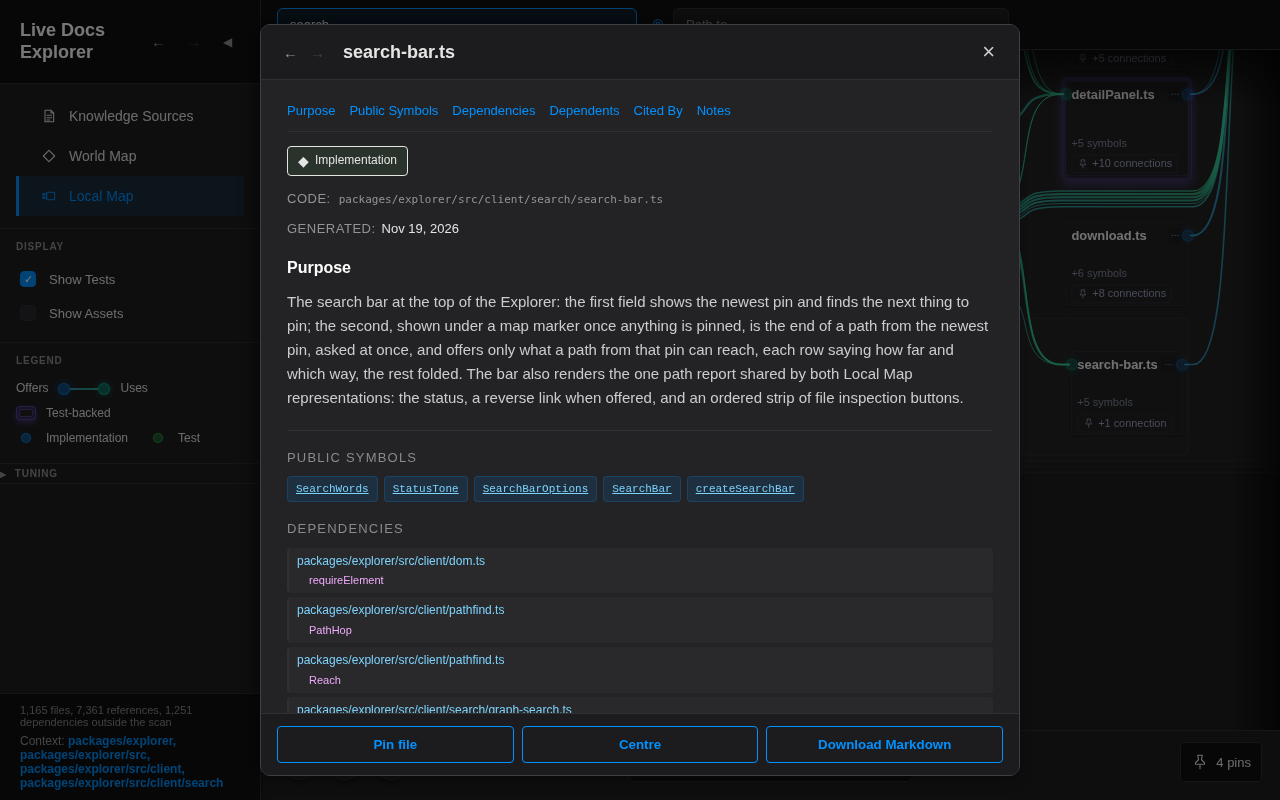 Live Docs
Explorer
← → ◀
Knowledge Sources
World Map
Local Map
DISPLAY
Show Tests
Show Assets
LEGEND
Offers Uses
Test-backed
Implementation Test
▶ TUNING
1,165 files, 7,361 references, 1,251
dependencies outside the scan
Context: packages/explorer,
packages/explorer/src,
packages/explorer/src/client,
packages/explorer/src/client/search
← → search-bar.ts ×
Purpose Public Symbols Dependencies Dependents Cited By Notes
◆ Implementation
CODE: packages/explorer/src/client/search/search-bar.ts
GENERATED: Nov 19, 2026
Purpose
The search bar at the top of the Explorer: the first field shows the newest pin and finds the next thing to
pin; the second, shown under a map marker once anything is pinned, is the end of a path from the newest
pin, asked at once, and offers only what a path from that pin can reach, each row saying how far and
which way, the rest folded. The bar also renders the one path report shared by both Local Map
representations: the status, a reverse link when offered, and an ordered strip of file inspection buttons.
PUBLIC SYMBOLS
SearchWords StatusTone SearchBarOptions SearchBar createSearchBar
DEPENDENCIES
packages/explorer/src/client/dom.ts
requireElement
packages/explorer/src/client/pathfind.ts
PathHop
packages/explorer/src/client/pathfind.ts
Reach
packages/explorer/src/client/search/graph-search.ts
Pin file Centre Download Markdown
+5 connections
detailPanel.ts ···
+5 symbols
+10 connections
download.ts ···
+6 symbols
+8 connections
search-bar.ts ···
+5 symbols
+1 connection
4 pins